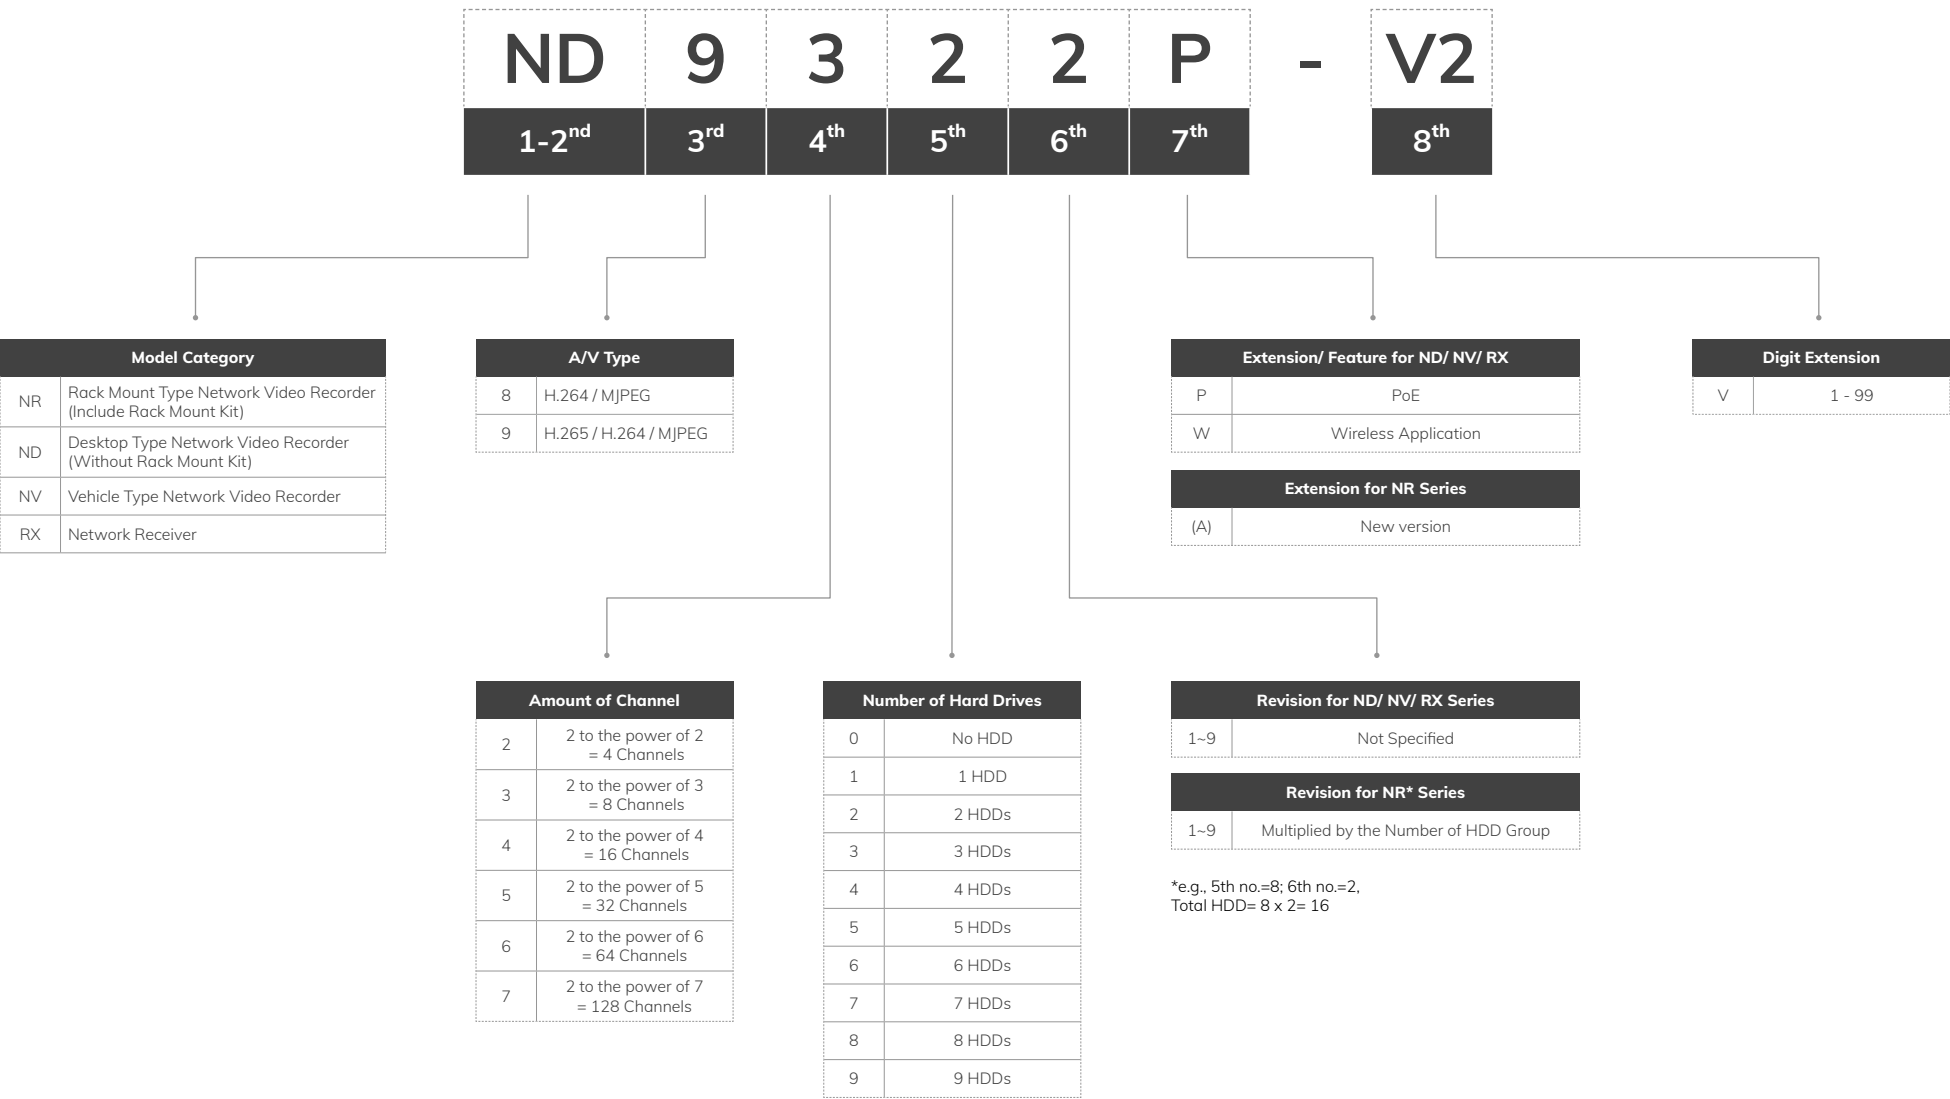 ND 9 3 2 2 P - V2
1-2nd 3rd 4th 5th 6th 7th 8th
Model Category
NR Rack Mount Type Network Video Recorder
(Include Rack Mount Kit)
ND Desktop Type Network Video Recorder
(Without Rack Mount Kit)
NV Vehicle Type Network Video Recorder
RX Network Receiver
A/V Type
8 H.264 / MJPEG
9 H.265 / H.264 / MJPEG
Extension/ Feature for ND/ NV/ RX
P PoE
W Wireless Application
Extension for NR Series
(A) New version
Digit Extension
V 1 - 99
Amount of Channel
2 2 to the power of 2
= 4 Channels
3 2 to the power of 3
= 8 Channels
4 2 to the power of 4
= 16 Channels
5 2 to the power of 5
= 32 Channels
6 2 to the power of 6
= 64 Channels
7 2 to the power of 7
= 128 Channels
Number of Hard Drives
0 No HDD
1 1 HDD
2 2 HDDs
3 3 HDDs
4 4 HDDs
5 5 HDDs
6 6 HDDs
7 7 HDDs
8 8 HDDs
9 9 HDDs
Revision for ND/ NV/ RX Series
1~9 Not Specified
Revision for NR* Series
1~9 Multiplied by the Number of HDD Group
*e.g., 5th no.=8; 6th no.=2,
Total HDD= 8 x 2= 16